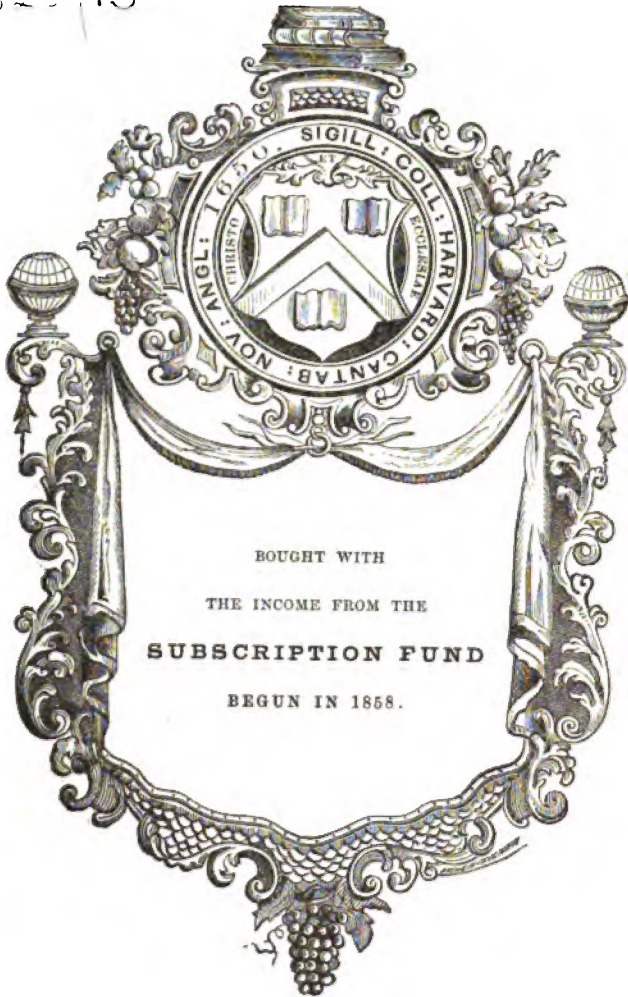 SIGILL: COLL: HARVARD: CANTAB: NOV: ANGL: 1650.
ET
CHRISTO
ECCLESIAE
BOUGHT WITH
THE INCOME FROM THE
SUBSCRIPTION FUND
BEGUN IN 1858.